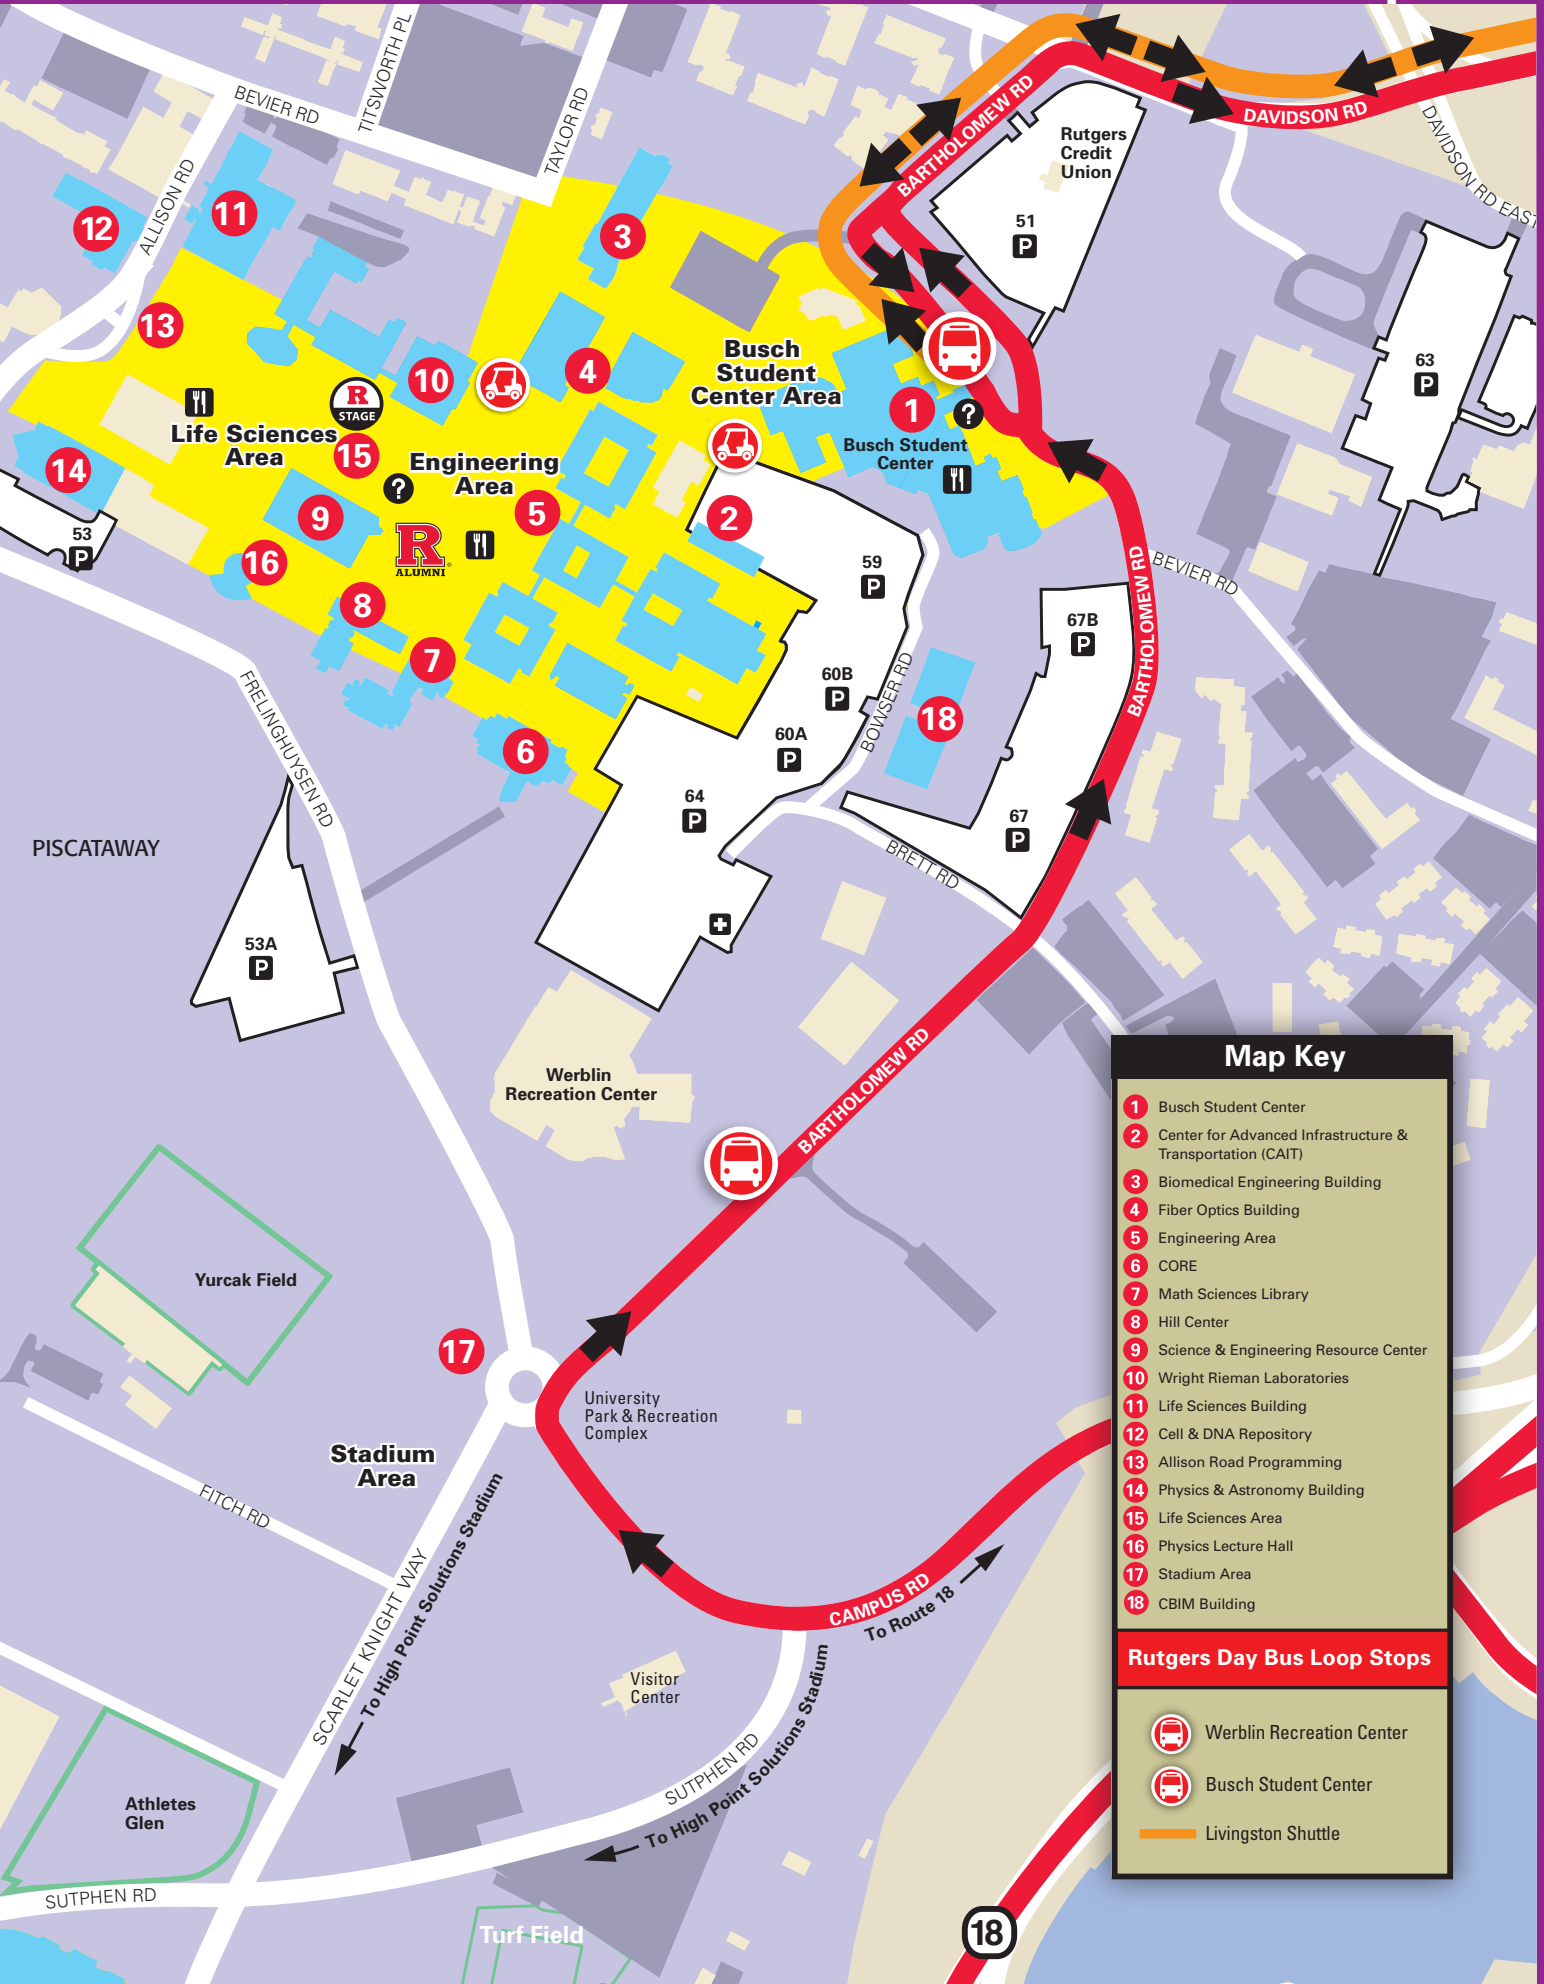 TITSWORTH PL
BEVIER RD
TAYLOR RD
ALLISON RD
BARTHOLOMEW RD
DAVIDSON RD
DAVIDSON RD EAST
Rutgers
Credit
Union
51
P
12
11
3
13
10
4
Busch
Student
Center Area
63
P
R
STAGE
1
?
Life Sciences
Area
15
Busch Student
Center
14
Engineering
Area
?
9
5
2
53
P
R
ALUMNI
16
59
P
BARTHOLOMEW RD
BEVIER RD
8
67B
P
7
60B
P
BOWSER RD
18
FRELINGHUYSEN RD
6
60A
P
64
P
67
P
PISCATAWAY
BRETT RD
53A
P
Werblin
Recreation Center
BARTHOLOMEW RD
Yurcak Field
17
University
Park & Recreation
Complex
Stadium
Area
FITCH RD
SCARLET KNIGHT WAY
To High Point Solutions Stadium
CAMPUS RD
To Route 18
Visitor
Center
SUTPHEN RD
To High Point Solutions Stadium
Athletes
Glen
SUTPHEN RD
Turf Field
18
Map Key
1 Busch Student Center
2 Center for Advanced Infrastructure &
Transportation (CAIT)
3 Biomedical Engineering Building
4 Fiber Optics Building
5 Engineering Area
6 CORE
7 Math Sciences Library
8 Hill Center
9 Science & Engineering Resource Center
10 Wright Rieman Laboratories
11 Life Sciences Building
12 Cell & DNA Repository
13 Allison Road Programming
14 Physics & Astronomy Building
15 Life Sciences Area
16 Physics Lecture Hall
17 Stadium Area
18 CBIM Building
Rutgers Day Bus Loop Stops
Werblin Recreation Center
Busch Student Center
Livingston Shuttle